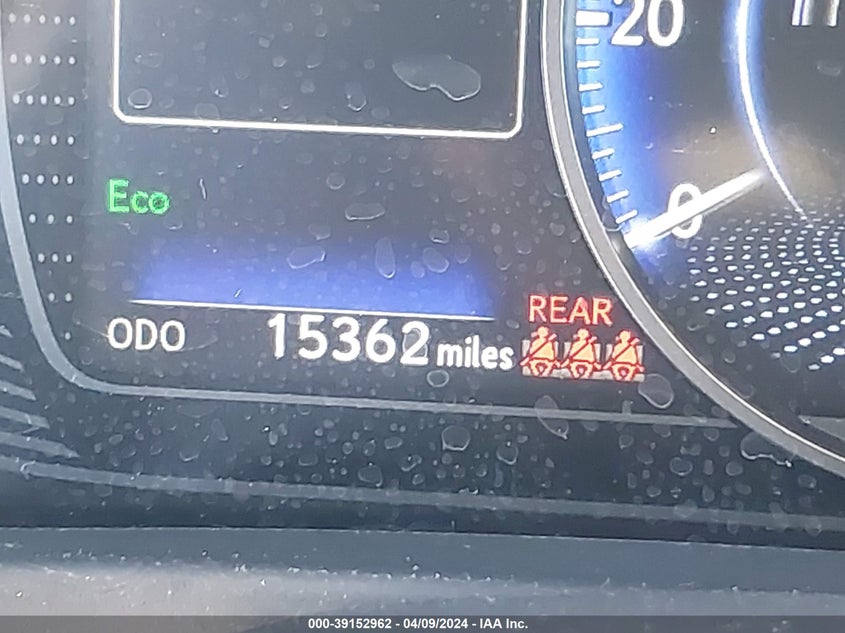 20
0
Eco
REAR
ODO 15362 miles
000-39152962 - 04/09/2024 - IAA Inc.